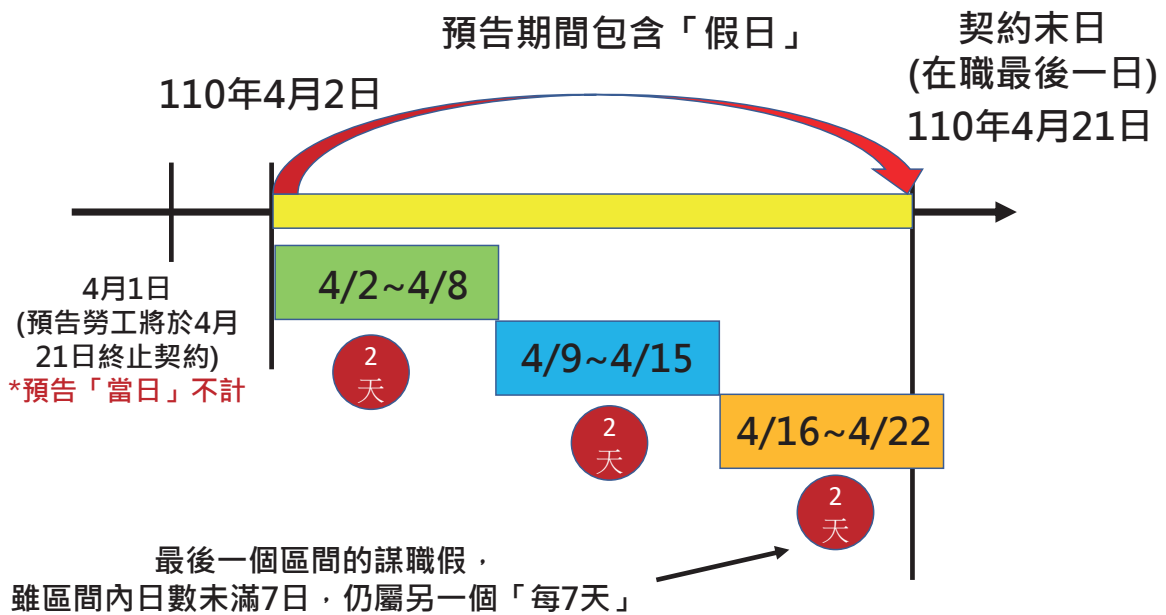 預告期間包含「假日」
契約末日
(在職最後一日)
110年4月21日
110年4月2日
4月1日
(預告勞工將於4月
21日終止契約)
*預告「當日」不計
4/2~4/8
2
天
4/9~4/15
2
天
4/16~4/22
2
天
最後一個區間的謀職假，
雖區間內日數未滿7日，仍屬另一個「每7天」